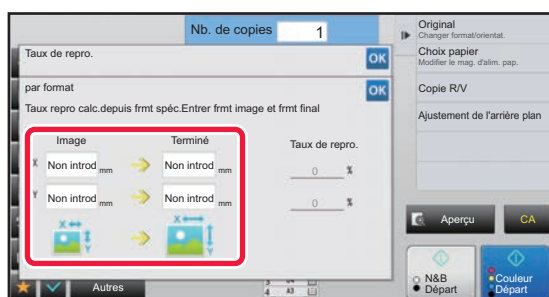 Nb. de copies 1
Taux de repro. OK
par format OK
Taux repro calc.depuis frmt spéc.Entrer frmt image et frmt final
Image Terminé Taux de repro.
X Non introd mm Non introd mm 0 %
Y Non introd mm Non introd mm 0 %
X Y X Y
Autres
4 A3
Original
Changer format/orientat.
Choix papier
Modifier le mag. d'alim. pap.
Copie R/V
Ajustement de l'arrière plan
Aperçu CA
N&B
Départ
Couleur
Départ